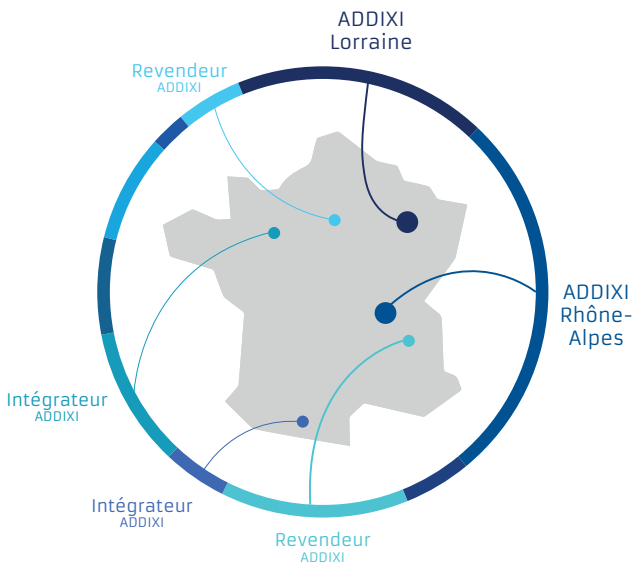 ADDIXI
Lorraine
Revendeur
ADDIXI
ADDIXI
Rhône-
Alpes
Intégrateur
ADDIXI
Intégrateur
ADDIXI
Revendeur
ADDIXI